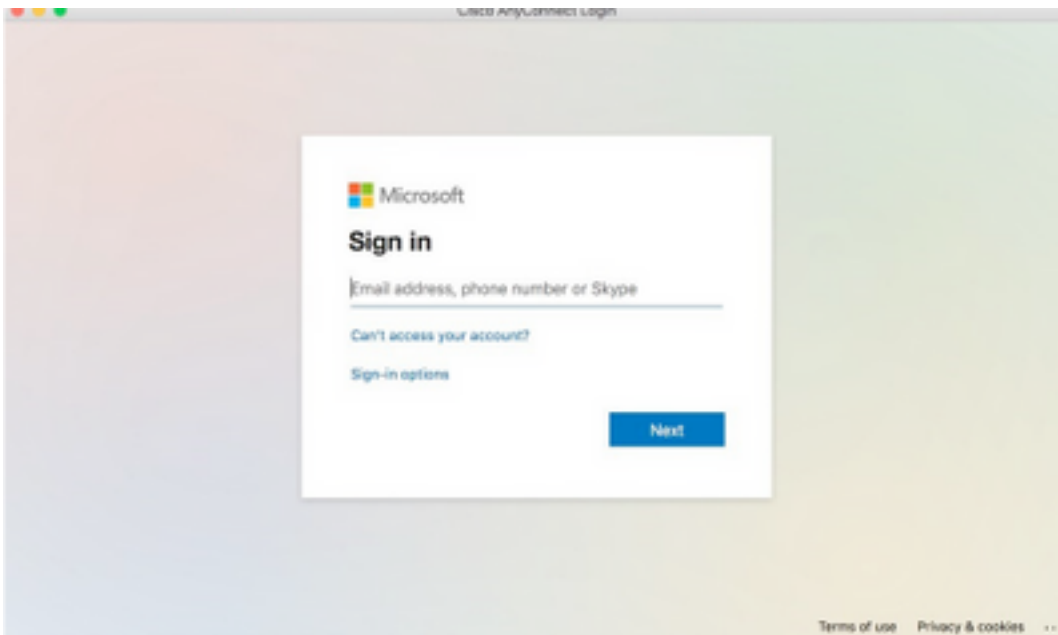 Cisco AnyConnect Login
Microsoft
Sign in
Email address, phone number or Skype
Can't access your account?
Sign-in options
Next
Terms of use Privacy & cookies ...